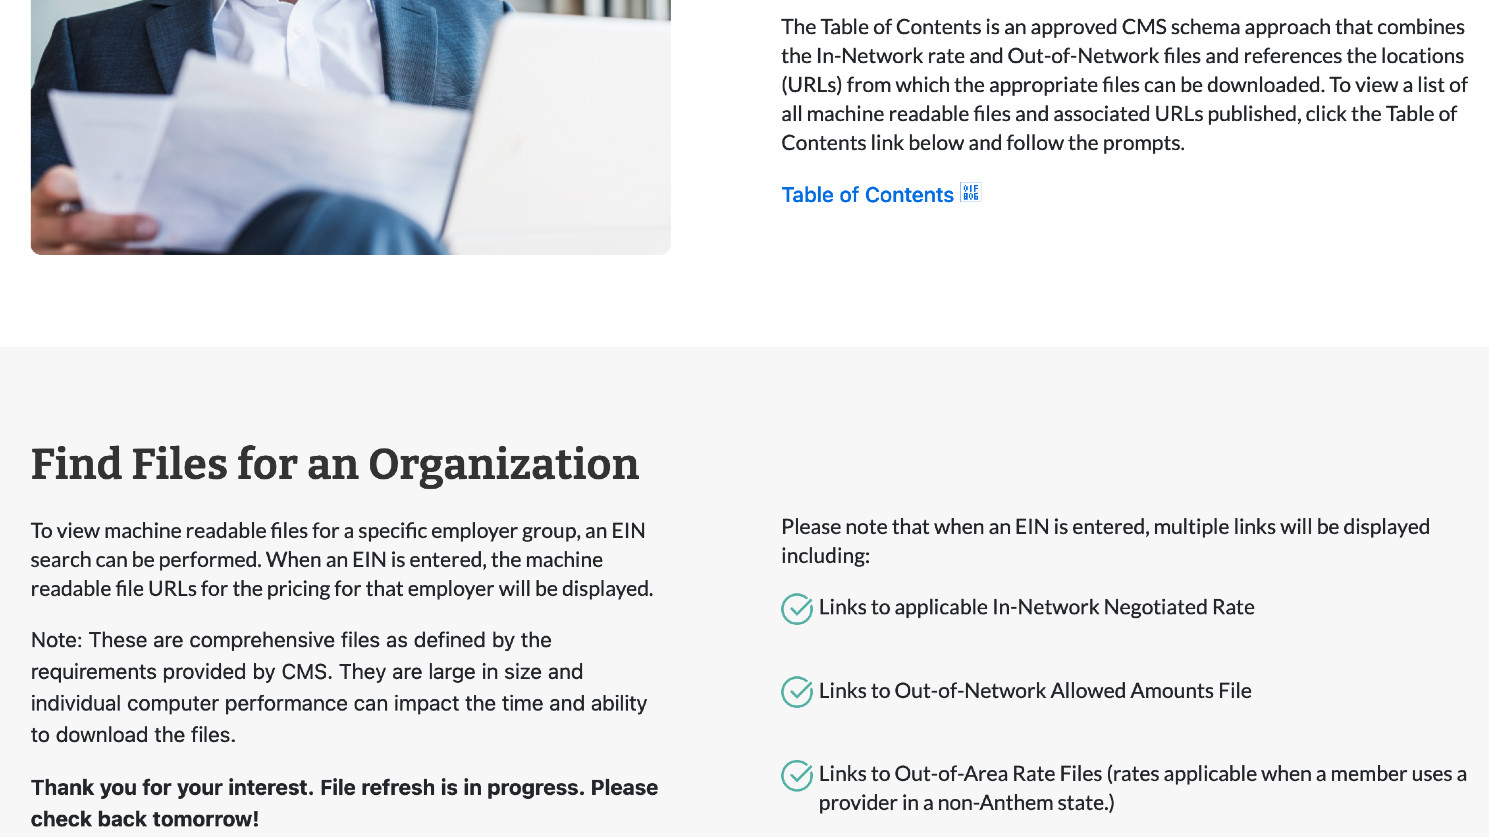 The Table of Contents is an approved CMS schema approach that combines
the In-Network rate and Out-of-Network files and references the locations
(URLs) from which the appropriate files can be downloaded. To view a list of
all machine readable files and associated URLs published, click the Table of
Contents link below and follow the prompts.
Table of Contents
Find Files for an Organization
To view machine readable files for a specific employer group, an EIN
search can be performed. When an EIN is entered, the machine
readable file URLs for the pricing for that employer will be displayed.
Note: These are comprehensive files as defined by the
requirements provided by CMS. They are large in size and
individual computer performance can impact the time and ability
to download the files.
Thank you for your interest. File refresh is in progress. Please
check back tomorrow!
Please note that when an EIN is entered, multiple links will be displayed
including:
Links to applicable In-Network Negotiated Rate
Links to Out-of-Network Allowed Amounts File
Links to Out-of-Area Rate Files (rates applicable when a member uses a
provider in a non-Anthem state.)